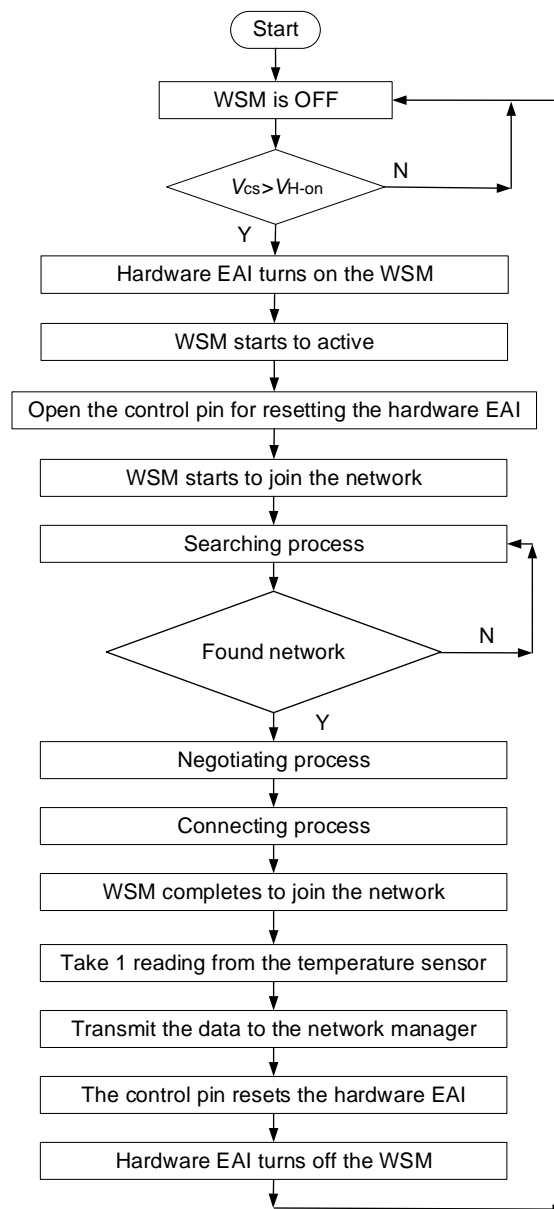 Start
WSM is OFF
Vcs>VH-on
N
Y
Hardware EAI turns on the WSM
WSM starts to active
Open the control pin for resetting the hardware EAI
WSM starts to join the network
Searching process
Found network
N
Y
Negotiating process
Connecting process
WSM completes to join the network
Take 1 reading from the temperature sensor
Transmit the data to the network manager
The control pin resets the hardware EAI
Hardware EAI turns off the WSM